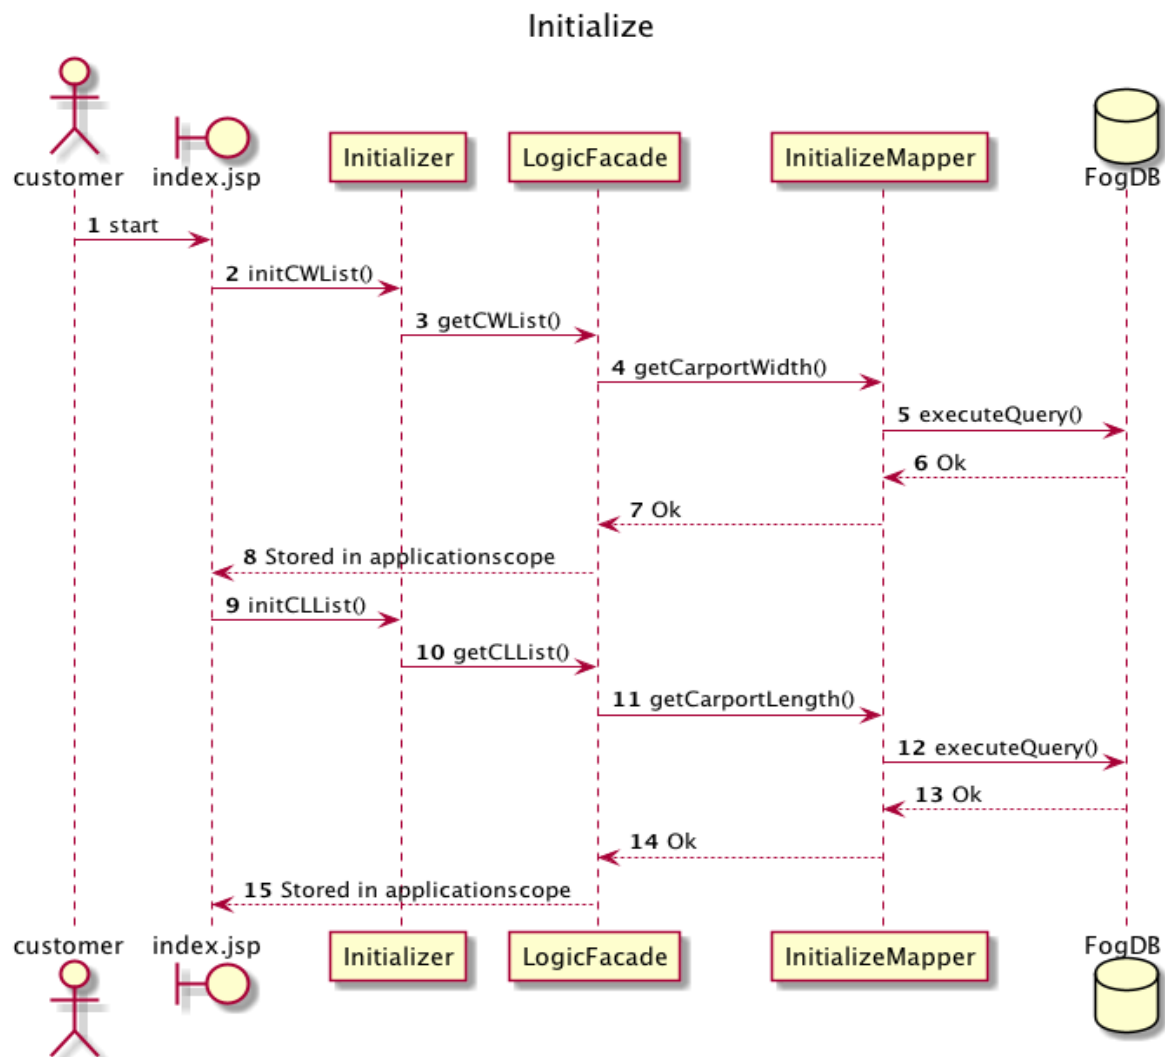 Initialize
customer
index.jsp
Initializer
LogicFacade
InitializeMapper
FogDB
1 start
2 initCWList()
3 getCWList()
4 getCarportWidth()
5 executeQuery()
6 Ok
7 Ok
8 Stored in applicationscope
9 initCLList()
10 getCLList()
11 getCarportLength()
12 executeQuery()
13 Ok
14 Ok
15 Stored in applicationscope
customer
index.jsp
Initializer
LogicFacade
InitializeMapper
FogDB